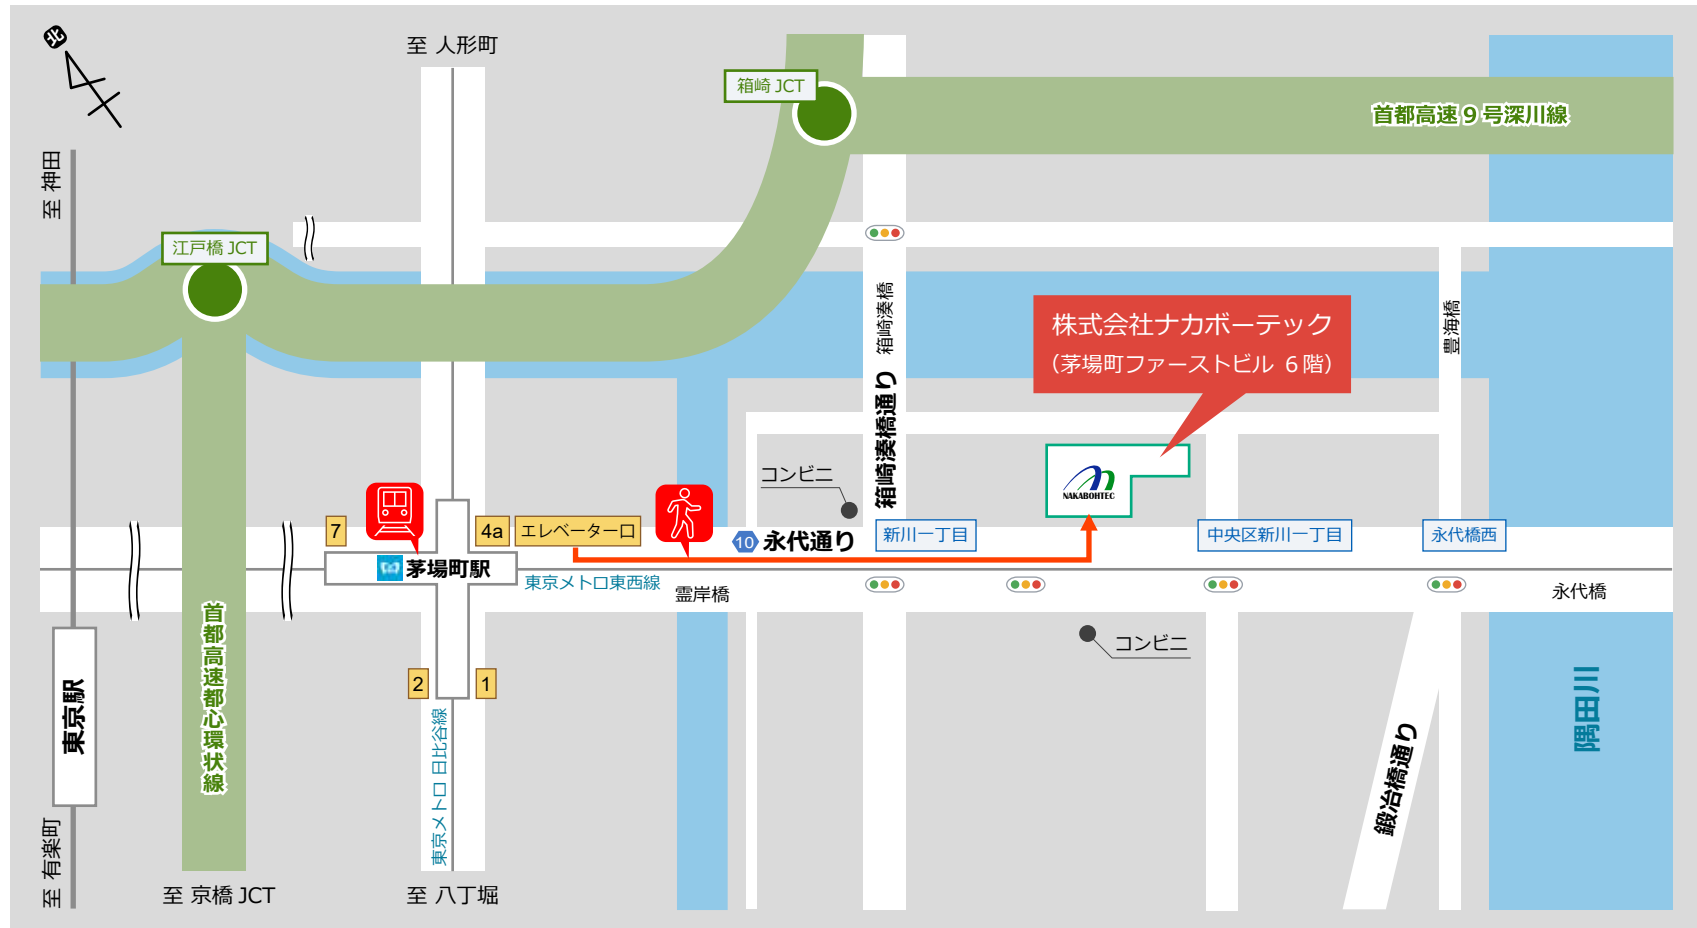 北
至 人形町
箱崎 JCT
首都高速 9 号深川線
至 神田
江戸橋 JCT
箱崎湊橋
豊海橋
株式会社ナカボーテック
（茅場町ファーストビル 6 階）
箱崎湊橋通り
コンビニ
NAKABOHTEC
7
4a
エレベーター口
10
永代通り
新川一丁目
中央区新川一丁目
永代橋西
茅場町駅
東京メトロ東西線
霊岸橋
永代橋
首都高速都心環状線
コンビニ
東京駅
2
1
隅田川
東京メトロ 日比谷線
鍛冶橋通り
至 有楽町
至 京橋 JCT
至 八丁堀